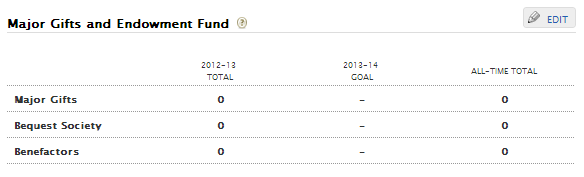 Major Gifts and Endowment Fund ?
EDIT
2012-13 2013-14
TOTAL GOAL ALL-TIME TOTAL
Major Gifts 0 - 0
Bequest Society 0 - 0
Benefactors 0 - 0